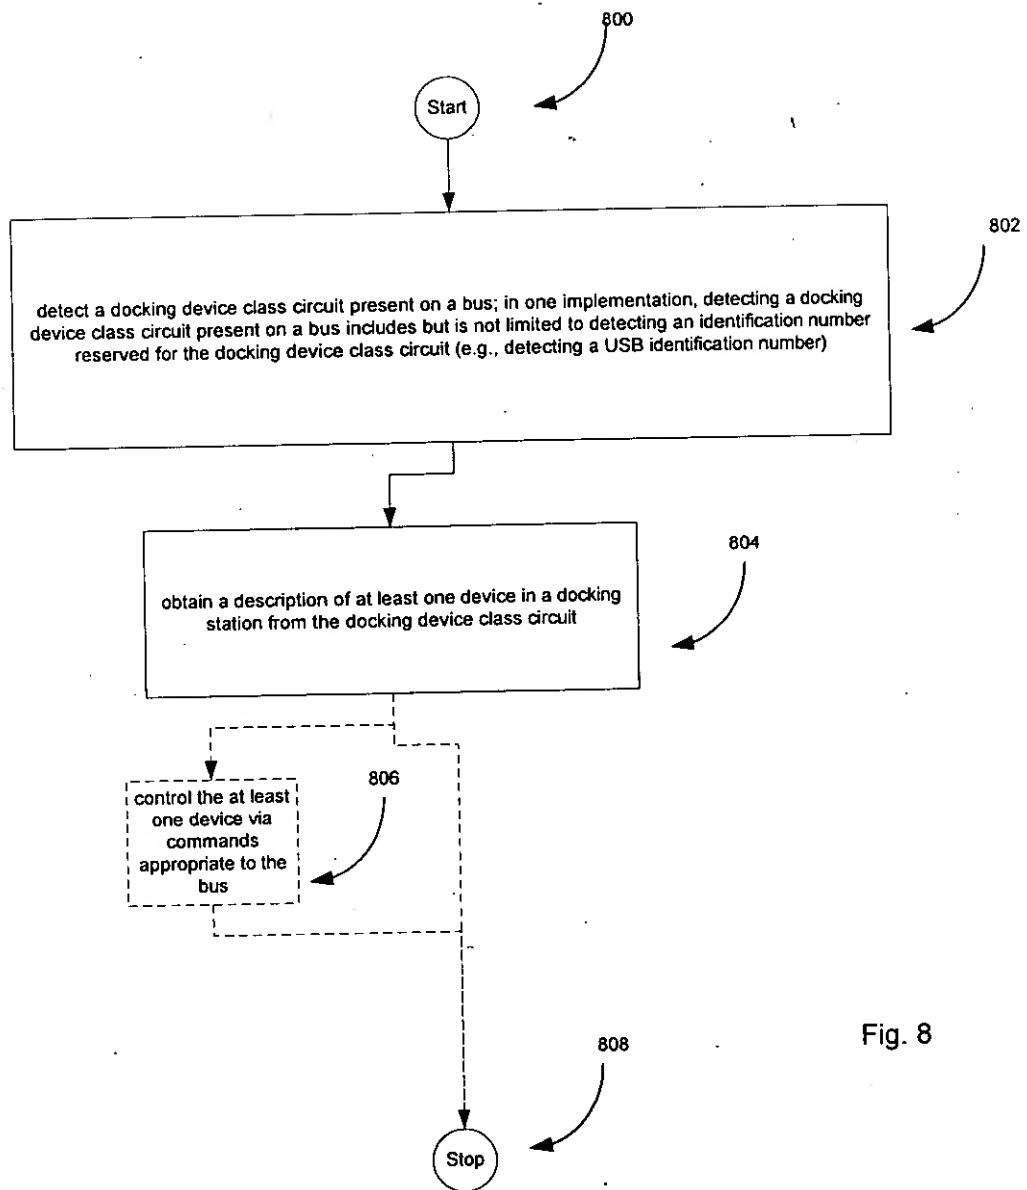 800
Start
802
detect a docking device class circuit present on a bus; in one implementation, detecting a docking
device class circuit present on a bus includes but is not limited to detecting an identification number
reserved for the docking device class circuit (e.g., detecting a USB identification number)
804
obtain a description of at least one device in a docking
station from the docking device class circuit
806
control the at least
one device via
commands
appropriate to the
bus
808
Fig. 8
Stop